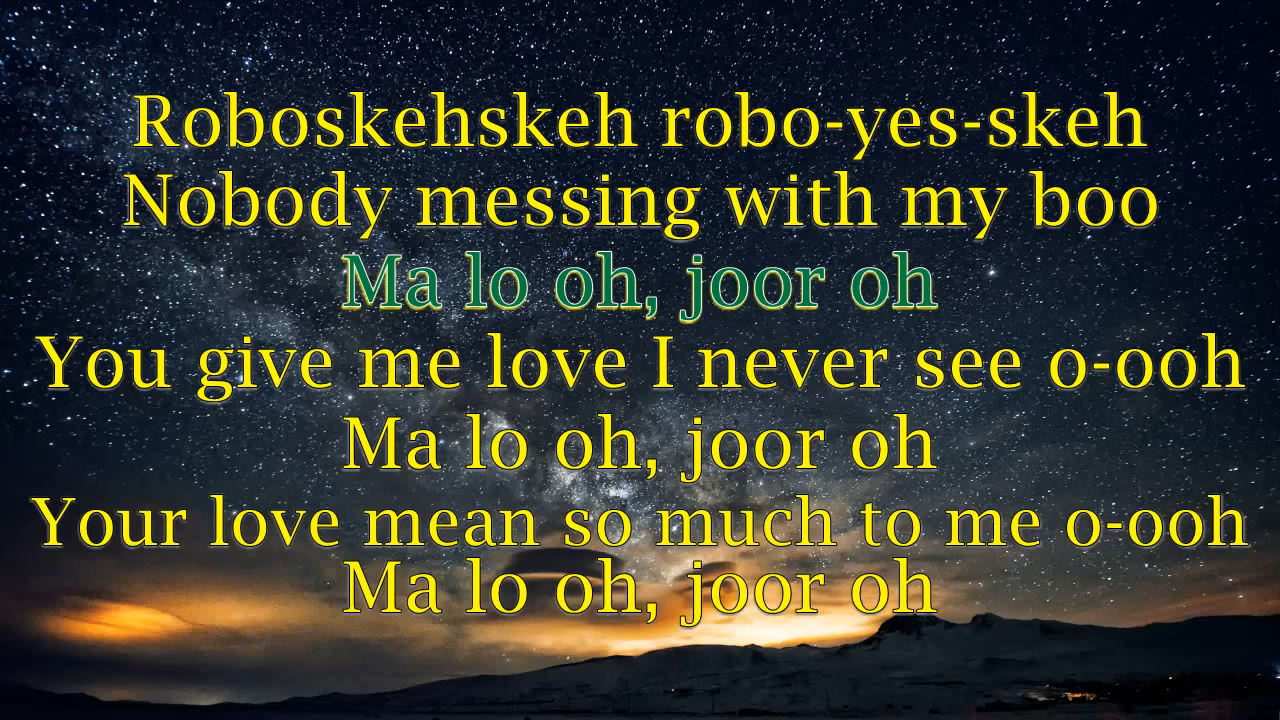 Roboskehskeh robo-yes-skeh
Nobody messing with my boo
Ma lo oh, joor oh
You give me love I never see o-ooh
Ma lo oh, joor oh
Your love mean so much to me o-ooh
Ma lo oh, joor oh